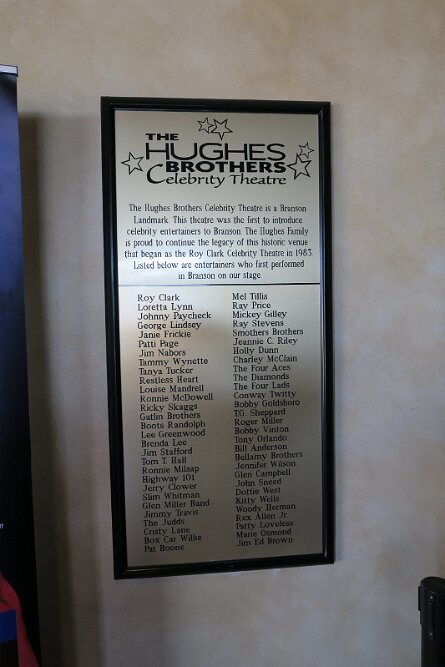 THE
HUGHES
BROTHERS
Celebrity Theatre
The Hughes Brothers Celebrity Theatre is a Branson
Landmark. This theatre was the first to introduce
celebrity entertainers to Branson. The Hughes Family
is proud to continue the legacy of this historic venue
that began as the Roy Clark Celebrity Theatre in 1983.
Listed below are entertainers who first performed
in Branson on our stage.
Roy Clark
Loretta Lynn
Johnny Paycheck
George Lindsey
Janie Frickie
Patti Page
Jim Nabors
Tammy Wynette
Tanya Tucker
Restless Heart
Louise Mandrell
Ronnie McDowell
Ricky Skaggs
Gatlin Brothers
Boots Randolph
Lee Greenwood
Brenda Lee
Jim Stafford
Tom T. Hall
Ronnie Milsap
Highway 101
Jerry Clower
Slim Whitman
Glen Miller Band
Jimmy Travis
The Judds
Cristy Lane
Box Car Willie
Pat Boone
Mel Tillis
Ray Price
Mickey Gilley
Ray Stevens
Smothers Brothers
Jeannie C. Riley
Holly Dunn
Charley McClain
The Four Aces
The Diamonds
The Four Lads
Conway Twitty
Bobby Goldsboro
T.G. Sheppard
Roger Miller
Bobby Vinton
Tony Orlando
Bill Anderson
Bellamy Brothers
Jennifer Wilson
Glen Campbell
John Sneed
Dottie West
Kitty Wells
Woody Herman
Rex Allen Jr.
Patty Loveless
Marie Osmond
Jim Ed Brown